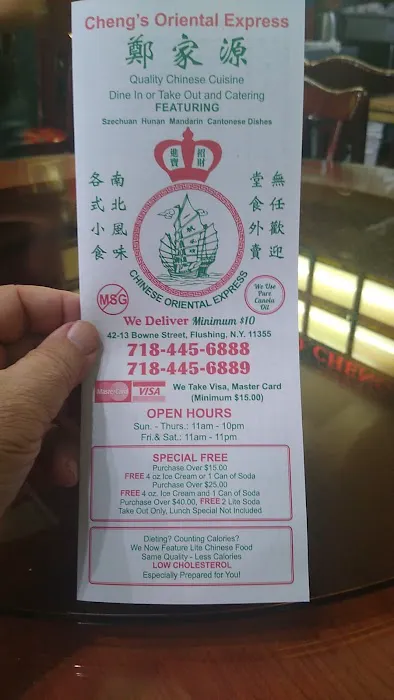 Cheng's Oriental Express
鄭家源
Quality Chinese Cuisine
Dine In or Take Out and Catering
FEATURING
Szechuan Hunan Mandarin Cantonese Dishes
招財
進寶
南北風味
各式小食
無任歡迎
堂食外賣
CHINESE ORIENTAL EXPRESS
MSG
We Use
Pure
Canola
Oil
We Deliver Minimum $10
42-13 Bowne Street, Flushing, N.Y. 11355
718-445-6888
718-445-6889
MasterCard
VISA
We Take Visa, Master Card
(Minimum $15.00)
OPEN HOURS
Sun. - Thurs.: 11am - 10pm
Fri.& Sat.: 11am - 11pm
SPECIAL FREE
Purchase Over $15.00
FREE 4 oz. Ice Cream or 1 Can of Soda
Purchase Over $25.00
FREE 4 oz. Ice Cream and 1 Can of Soda
Purchase Over $40.00, FREE 2 Lite Soda
Take Out Only, Lunch Special Not Included
Dieting? Counting Calories?
We Now Feature Lite Chinese Food
Same Quality - Less Calories
LOW CHOLESTEROL
Especially Prepared for You!